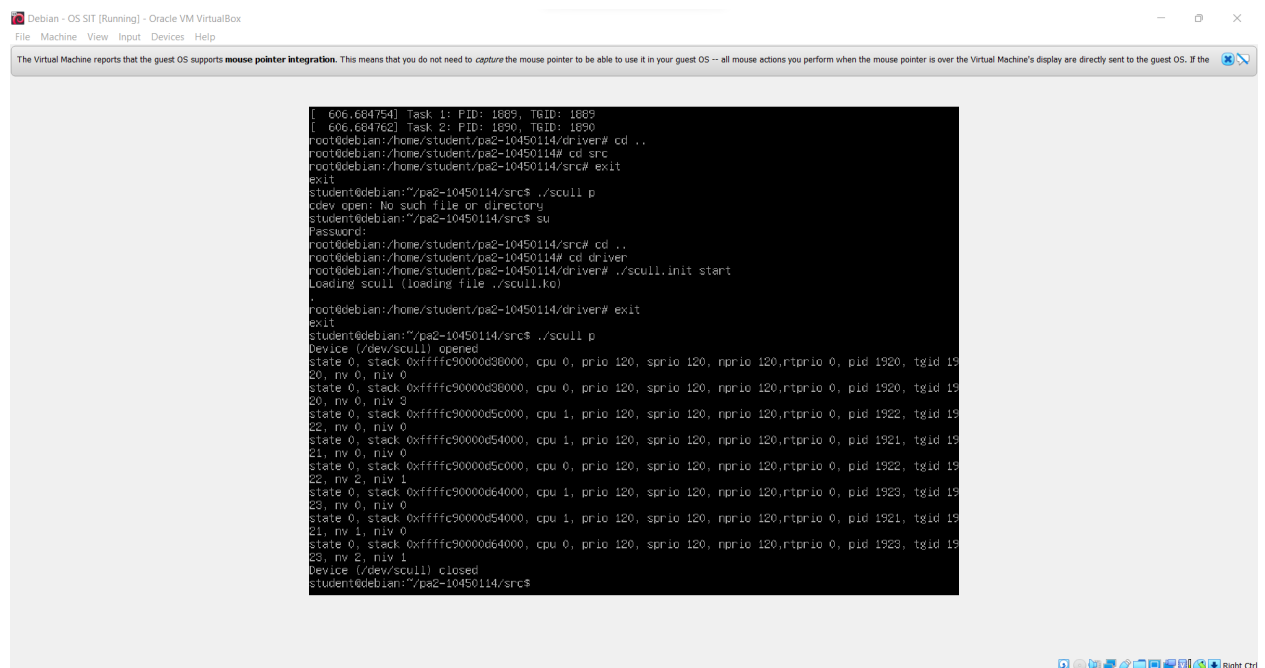 Debian - OS SIT [Running] - Oracle VM VirtualBox
File Machine View Input Devices Help
The Virtual Machine reports that the guest OS supports mouse pointer integration. This means that you do not need to capture the mouse pointer to be able to use it in your guest OS -- all mouse actions you perform when the mouse pointer is over the Virtual Machine's display are directly sent to the guest OS. If the
[  606.684754] Task 1: PID: 1889, TGID: 1889
[  606.684762] Task 2: PID: 1890, TGID: 1890
root@debian:/home/student/pa2-10450114/driver# cd ..
root@debian:/home/student/pa2-10450114# cd src
root@debian:/home/student/pa2-10450114/src# exit
exit
student@debian:~/pa2-10450114/src$ ./scull p
cdev open: No such file or directory
student@debian:~/pa2-10450114/src$ su
Password:
root@debian:/home/student/pa2-10450114/src# cd ..
root@debian:/home/student/pa2-10450114# cd driver
root@debian:/home/student/pa2-10450114/driver# ./scull.init start
Loading scull (loading file ./scull.ko)
.
root@debian:/home/student/pa2-10450114/driver# exit
exit
student@debian:~/pa2-10450114/src$ ./scull p
Device (/dev/scull) opened
state 0, stack 0xffffc90000d38000, cpu 0, prio 120, sprio 120, nprio 120,rtprio 0, pid 1920, tgid 19
20, nv 0, niv 0
state 0, stack 0xffffc90000d38000, cpu 0, prio 120, sprio 120, nprio 120,rtprio 0, pid 1920, tgid 19
20, nv 0, niv 3
state 0, stack 0xffffc90000d5c000, cpu 1, prio 120, sprio 120, nprio 120,rtprio 0, pid 1922, tgid 19
22, nv 0, niv 0
state 0, stack 0xffffc90000d54000, cpu 1, prio 120, sprio 120, nprio 120,rtprio 0, pid 1921, tgid 19
21, nv 0, niv 0
state 0, stack 0xffffc90000d5c000, cpu 0, prio 120, sprio 120, nprio 120,rtprio 0, pid 1922, tgid 19
22, nv 2, niv 1
state 0, stack 0xffffc90000d64000, cpu 1, prio 120, sprio 120, nprio 120,rtprio 0, pid 1923, tgid 19
23, nv 0, niv 0
state 0, stack 0xffffc90000d54000, cpu 1, prio 120, sprio 120, nprio 120,rtprio 0, pid 1921, tgid 19
21, nv 1, niv 0
state 0, stack 0xffffc90000d64000, cpu 0, prio 120, sprio 120, nprio 120,rtprio 0, pid 1923, tgid 19
23, nv 2, niv 1
Device (/dev/scull) closed
student@debian:~/pa2-10450114/src$
Right Ctrl